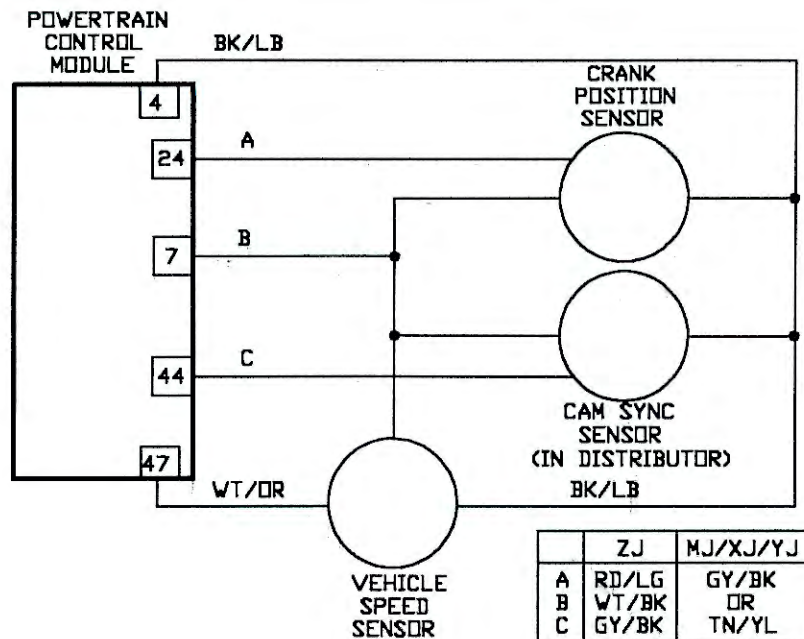 POWERTRAIN
CONTROL
MODULE
BK/LB
CRANK
POSITION
SENSOR
4
24
A
7
B
44
C
CAM SYNC
SENSOR
(IN DISTRIBUTOR)
47
WT/OR
BK/LB
VEHICLE
SPEED
SENSOR
ZJ MJ/XJ/YJ
A RD/LG GY/BK
B WT/BK OR
C GY/BK TN/YL